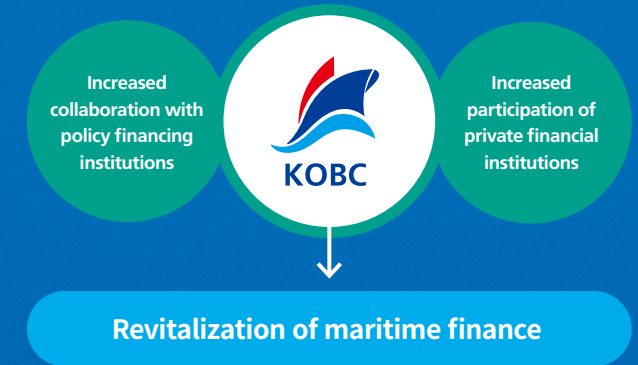 Increased
collaboration with
policy financing
institutions
KOBC
Increased
participation of
private financial
institutions
Revitalization of maritime finance